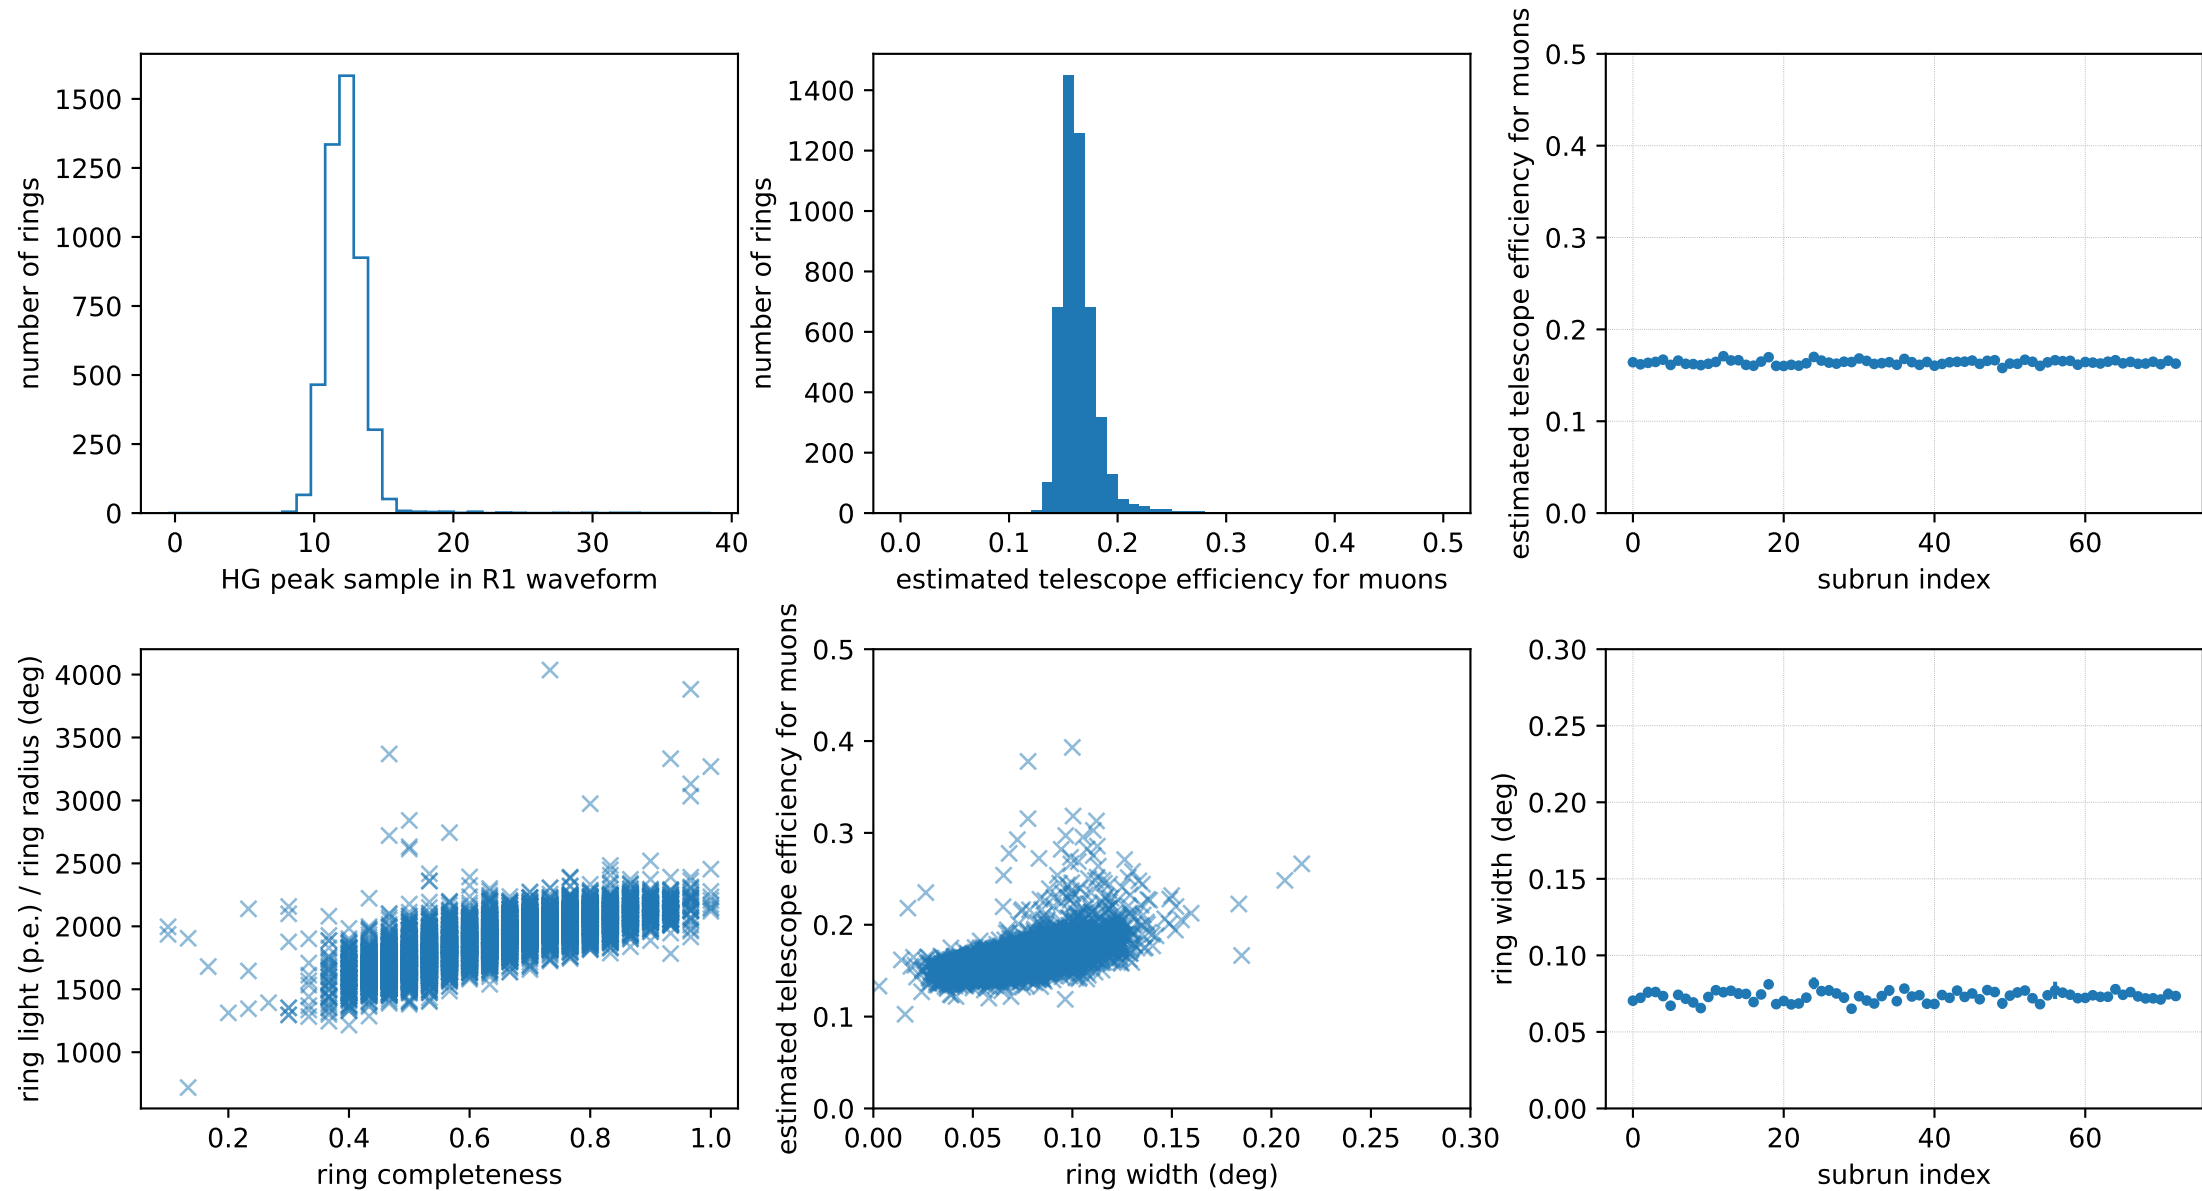 number of rings
1500
1250
1000
750
500
250
0
0 10 20 30 40
HG peak sample in R1 waveform
number of rings
1400
1200
1000
800
600
400
200
0
0.0 0.1 0.2 0.3 0.4 0.5
estimated telescope efficiency for muons
estimated telescope efficiency for muons
0.5
0.4
0.3
0.2
0.1
0.0
0 20 40 60
subrun index
ring light (p.e.) / ring radius (deg)
4000
3500
3000
2500
2000
1500
1000
0.2 0.4 0.6 0.8 1.0
ring completeness
estimated telescope efficiency for muons
0.5
0.4
0.3
0.2
0.1
0.0
0.00 0.05 0.10 0.15 0.20 0.25 0.30
ring width (deg)
ring width (deg)
0.30
0.25
0.20
0.15
0.10
0.05
0.00
0 20 40 60
subrun index